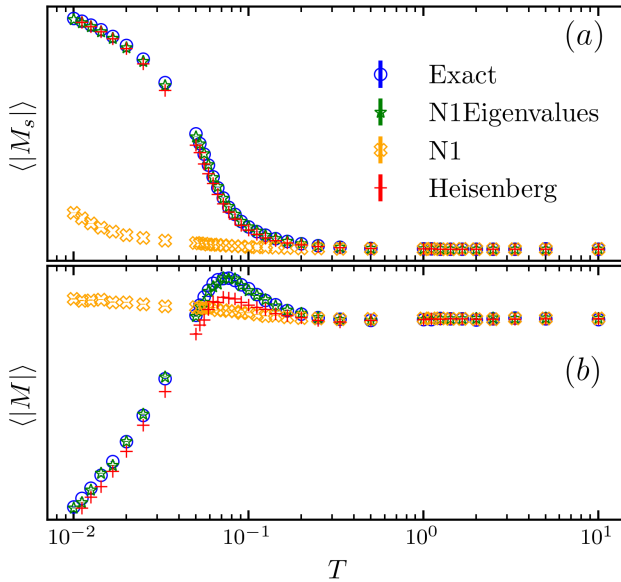 (a)
Exact
N1Eigenvalues
N1
Heisenberg
⟨|M_s|⟩
(b)
⟨|M|⟩
10^{-2}
10^{-1}
10^{0}
10^{1}
T